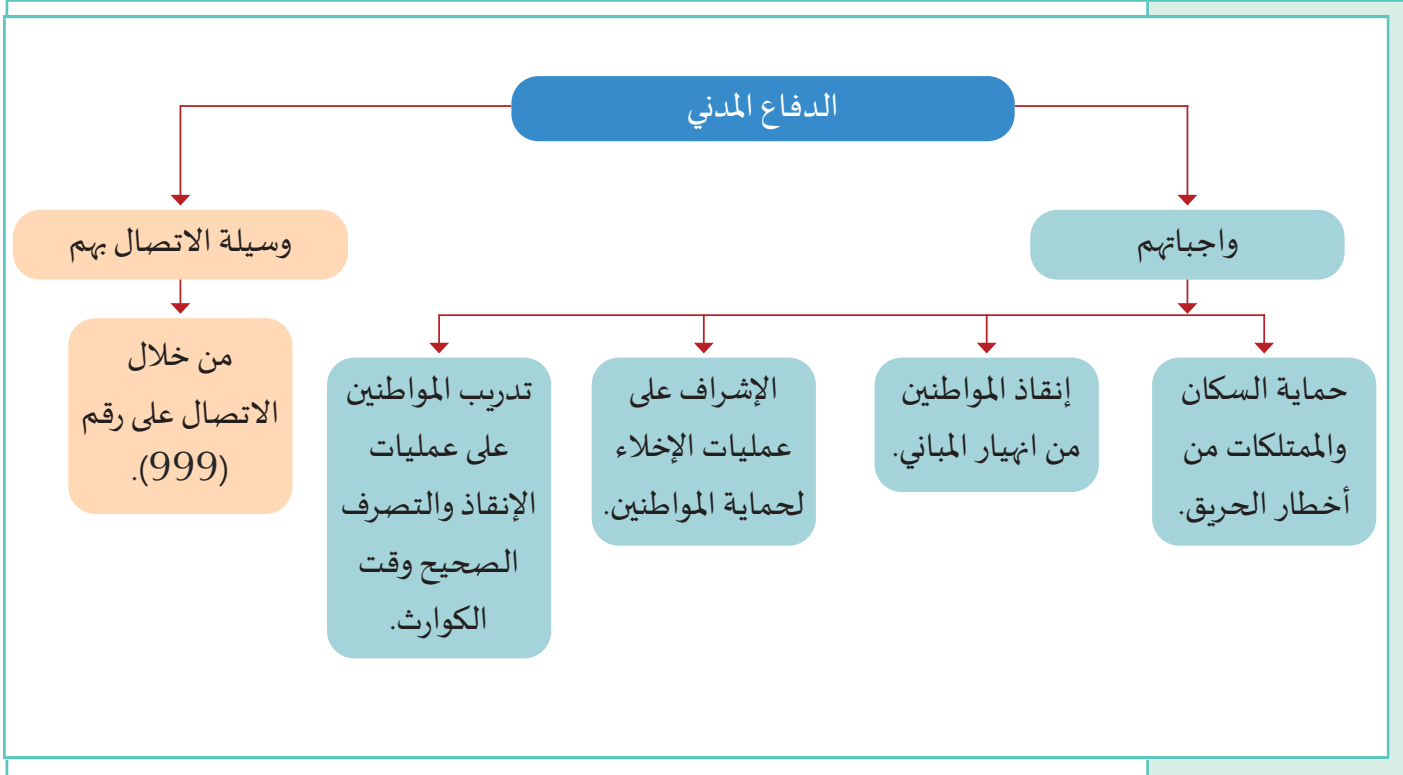 الدفاع المدني
واجباتهم
حماية السكان
والممتلكات من
أخطار الحريق.
إنقاذ المواطنين
من انهيار المباني.
الإشراف على
عمليات الإخلاء
لحماية المواطنين.
تدريب المواطنين
على عمليات
الإنقاذ والتصرف
الصحيح وقت
الكوارث.
وسيلة الاتصال بهم
من خلال
الاتصال على رقم
(999).